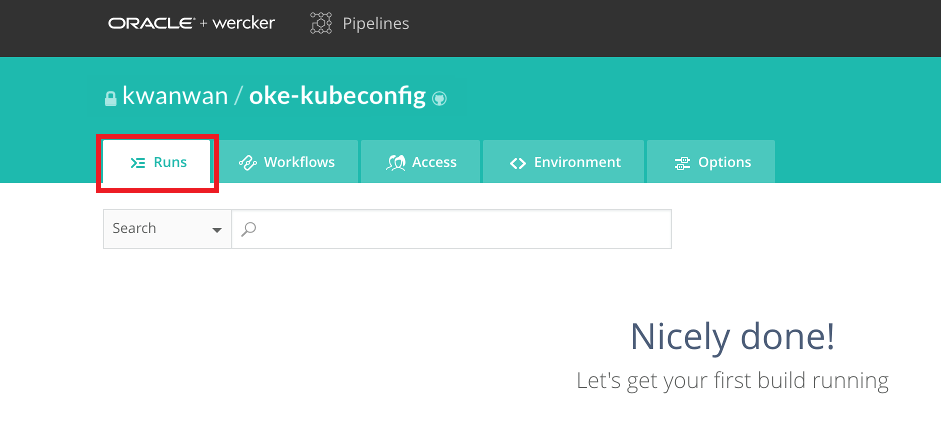 ORACLE + wercker Pipelines
kwanwan / oke-kubeconfig
Runs Workflows Access Environment Options
Search
Nicely done!
Let's get your first build running